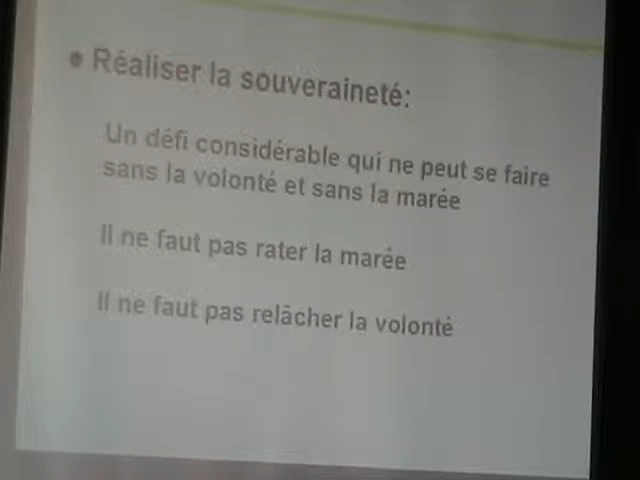 • Réaliser la souveraineté:
Un défi considérable qui ne peut se faire
sans la volonté et sans la marée
Il ne faut pas rater la marée
Il ne faut pas relâcher la volonté